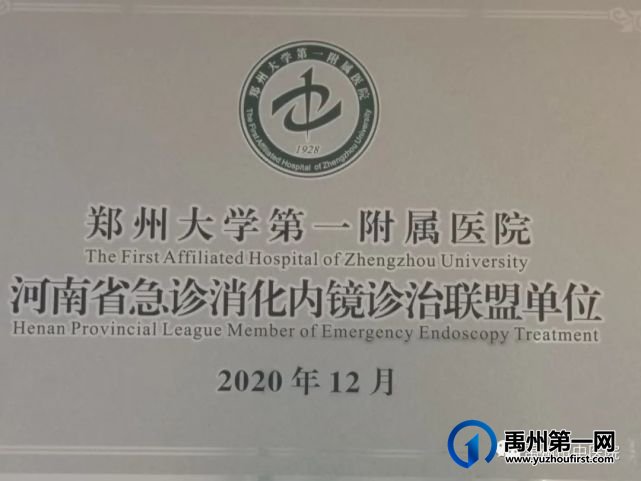 郑州大学第一附属医院
The First Affiliated Hospital of Zhengzhou University
1928
郑州大学第一附属医院
The First Affiliated Hospital of Zhengzhou University
河南省急诊消化内镜诊治联盟单位
Henan Provincial League Member of Emergency Endoscopy Treatment
2020年12月
禹州第一网
www.yuzhoufirst.com